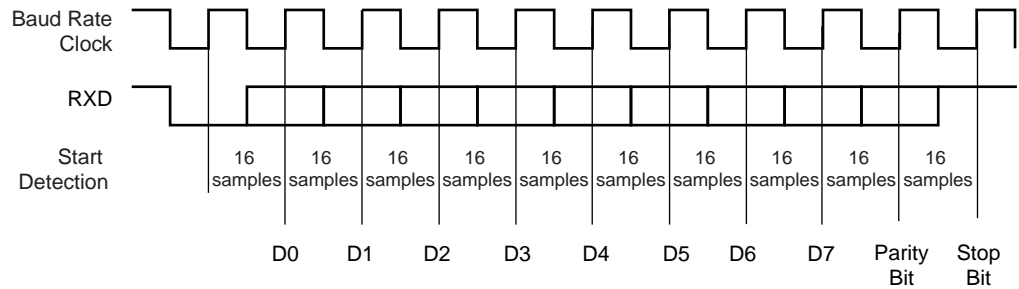 Baud Rate
Clock
RXD
Start
Detection
16 16 16 16 16 16 16 16 16 16
samples samples samples samples samples samples samples samples samples samples
D0 D1 D2 D3 D4 D5 D6 D7 Parity Stop
Bit Bit